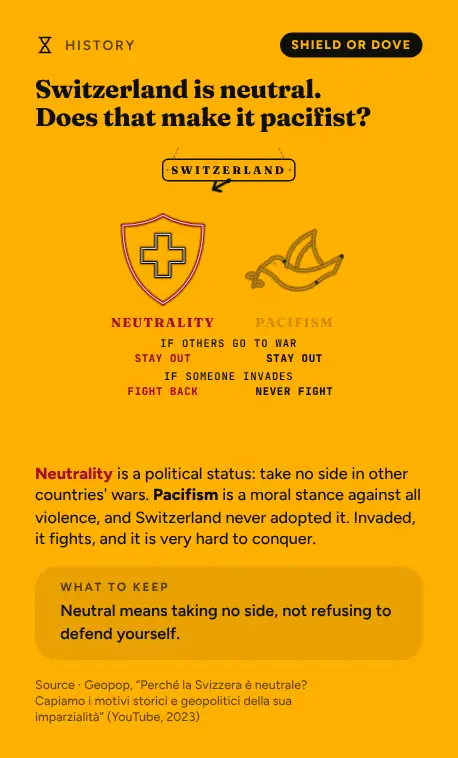 HISTORY
SHIELD OR DOVE
Switzerland is neutral.
Does that make it pacifist?
SWITZERLAND
NEUTRALITY PACIFISM
IF OTHERS GO TO WAR
STAY OUT STAY OUT
IF SOMEONE INVADES
FIGHT BACK NEVER FIGHT
Neutrality is a political status: take no side in other
countries' wars. Pacifism is a moral stance against all
violence, and Switzerland never adopted it. Invaded,
it fights, and it is very hard to conquer.
WHAT TO KEEP
Neutral means taking no side, not refusing to
defend yourself.
Source · Geopop, “Perché la Svizzera è neutrale?
Capiamo i motivi storici e geopolitici della sua
imparzialità” (YouTube, 2023)